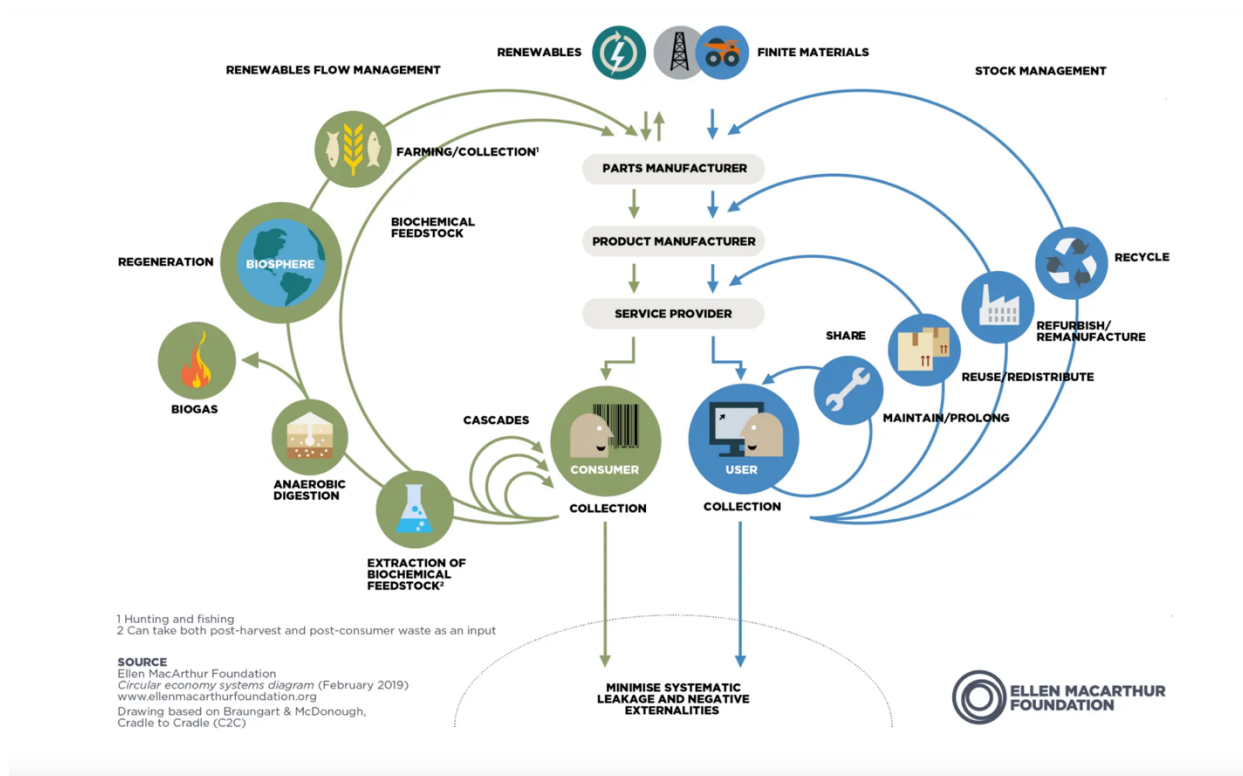 RENEWABLES
FINITE MATERIALS
RENEWABLES FLOW MANAGEMENT
STOCK MANAGEMENT
FARMING/COLLECTION¹
PARTS MANUFACTURER
BIOCHEMICAL
FEEDSTOCK
PRODUCT MANUFACTURER
REGENERATION
BIOSPHERE
RECYCLE
SERVICE PROVIDER
SHARE
REFURBISH/
REMANUFACTURE
REUSE/REDISTRIBUTE
BIOGAS
CASCADES
MAINTAIN/PROLONG
CONSUMER
USER
ANAEROBIC
DIGESTION
COLLECTION
COLLECTION
EXTRACTION OF
BIOCHEMICAL
FEEDSTOCK²
1 Hunting and fishing
2 Can take both post-harvest and post-consumer waste as an input
SOURCE
Ellen MacArthur Foundation
Circular economy systems diagram (February 2019)
www.ellenmacarthurfoundation.org
Drawing based on Braungart & McDonough,
Cradle to Cradle (C2C)
MINIMISE SYSTEMATIC
LEAKAGE AND NEGATIVE
EXTERNALITIES
ELLEN MACARTHUR
FOUNDATION